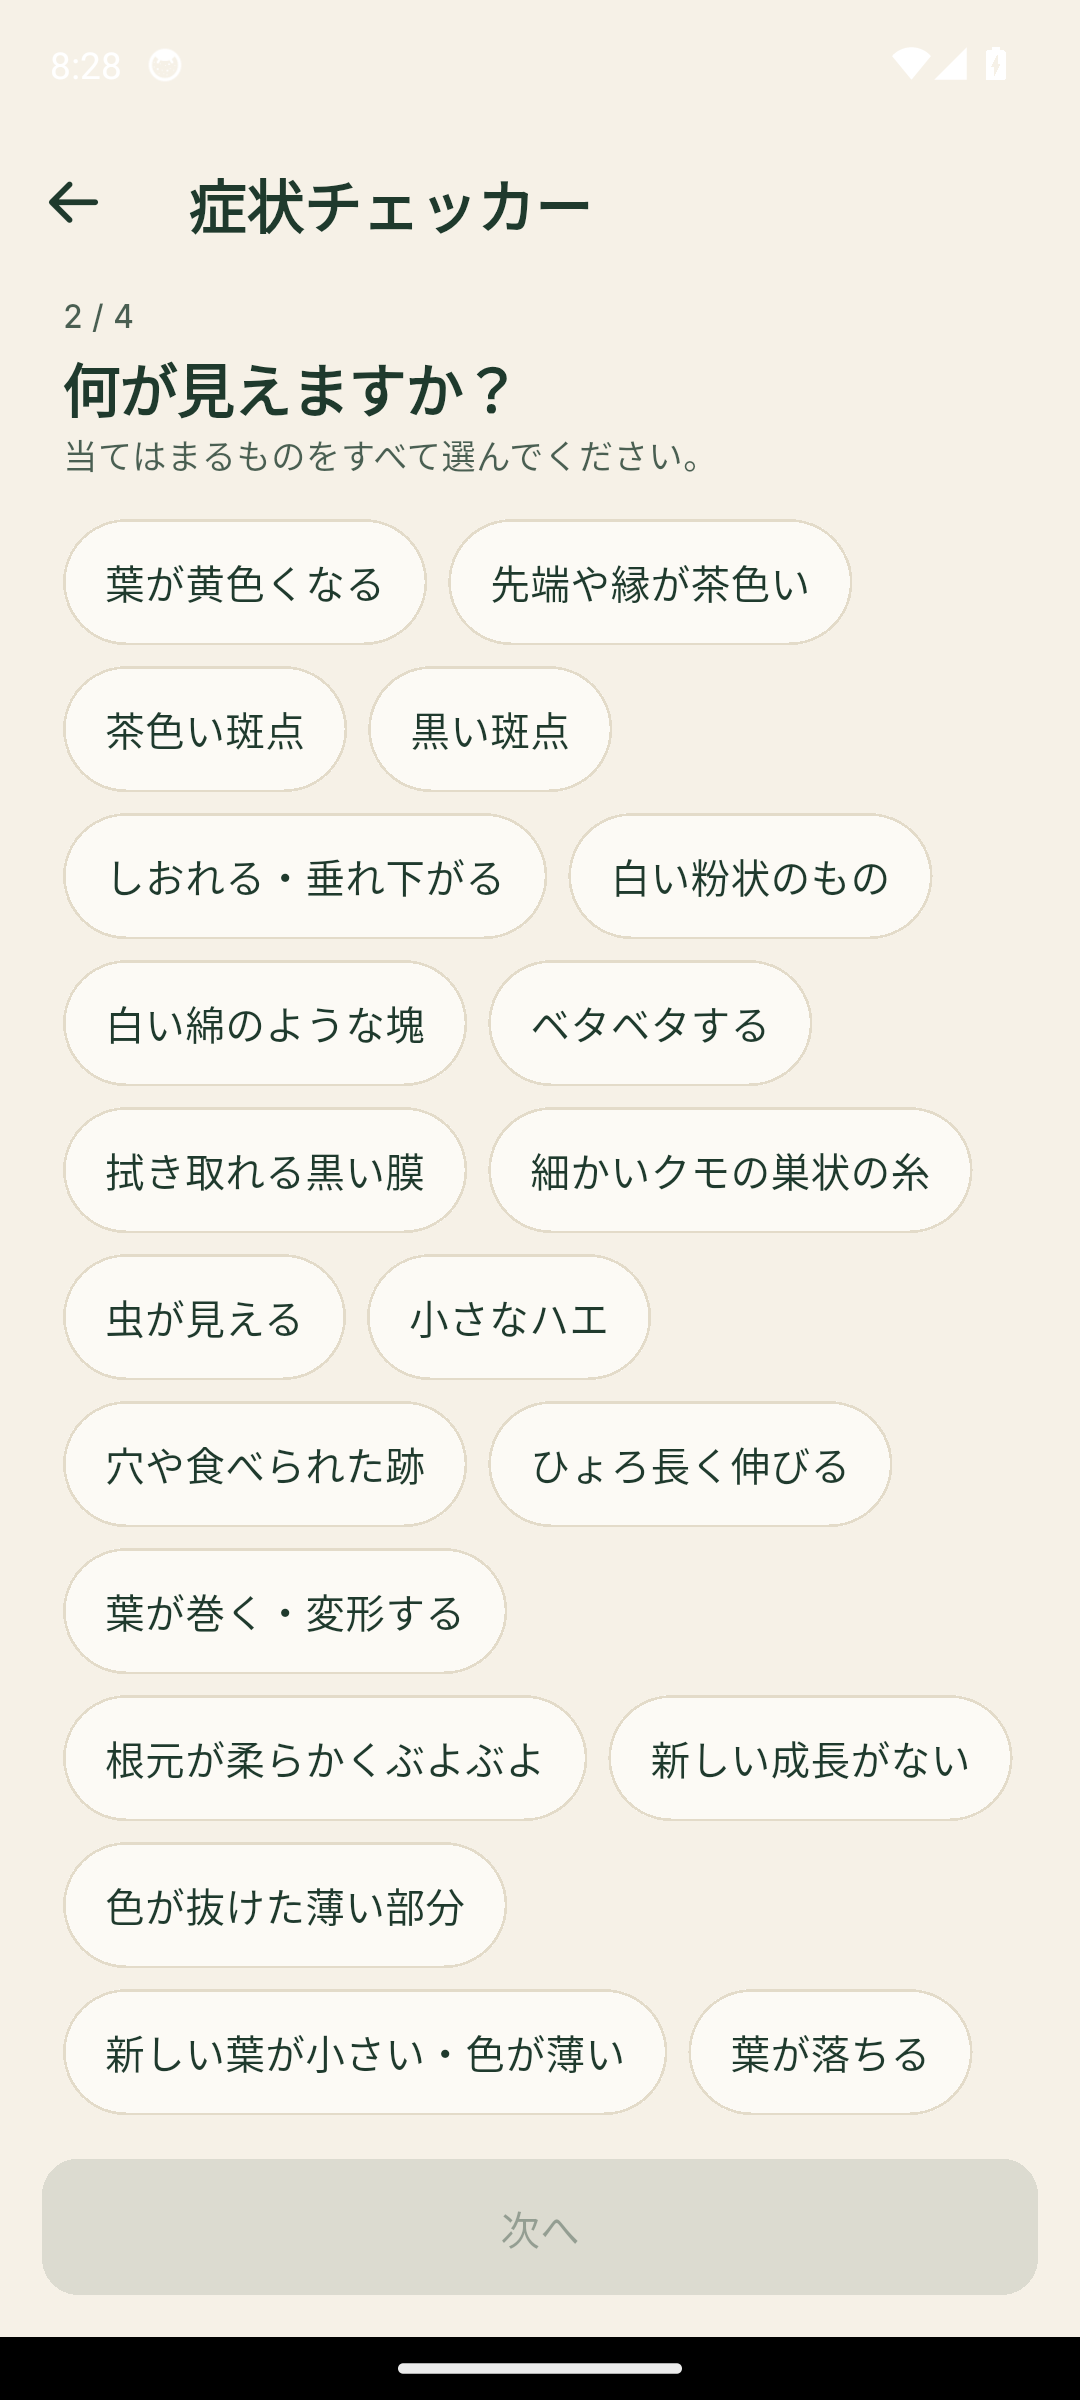 8:28
症状チェッカー
2 / 4
何が見えますか？
当てはまるものをすべて選んでください。
葉が黄色くなる 先端や縁が茶色い
茶色い斑点 黒い斑点
しおれる・垂れ下がる 白い粉状のもの
白い綿のような塊 ベタベタする
拭き取れる黒い膜 細かいクモの巣状の糸
虫が見える 小さなハエ
穴や食べられた跡 ひょろ長く伸びる
葉が巻く・変形する
根元が柔らかくぶよぶよ 新しい成長がない
色が抜けた薄い部分
新しい葉が小さい・色が薄い 葉が落ちる
次へ